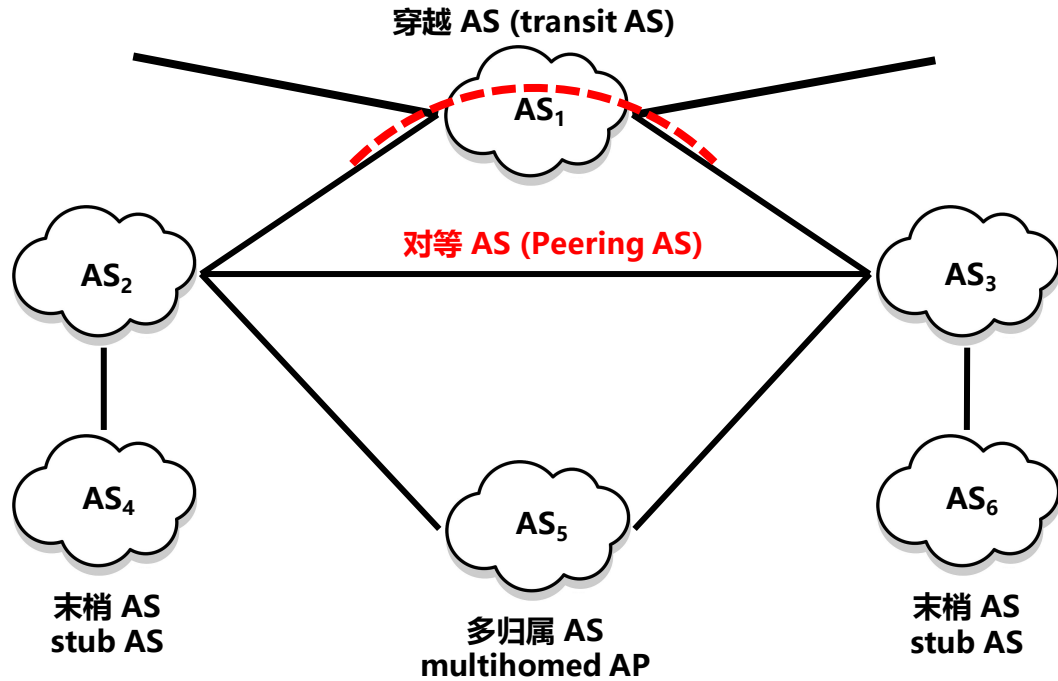 穿越 AS (transit AS)
AS₁
对等 AS (Peering AS)
AS₂
AS₃
AS₄
AS₅
AS₆
末梢 AS
stub AS
多归属 AS
multihomed AP
末梢 AS
stub AS